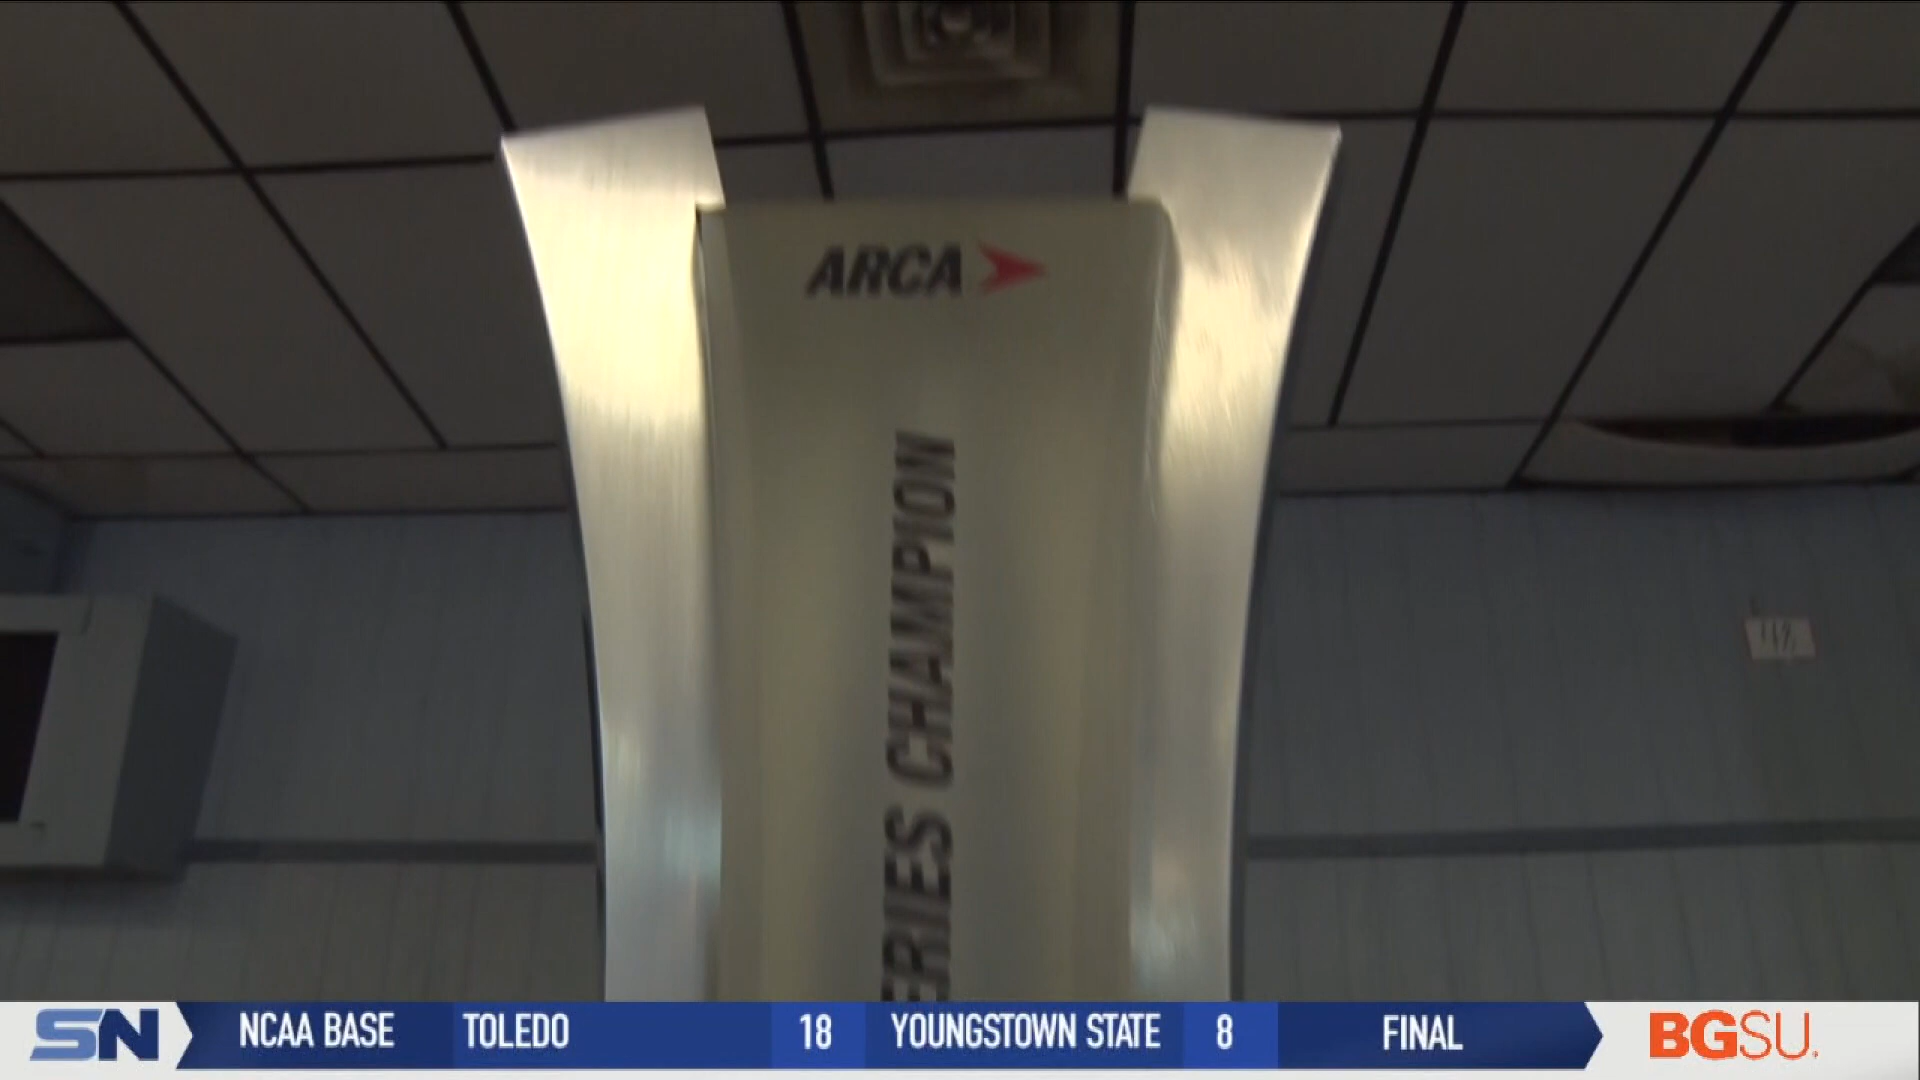 ARCA
ERIES CHAMPION
SN NCAA BASE TOLEDO 18 YOUNGSTOWN STATE 8 FINAL BGSU.